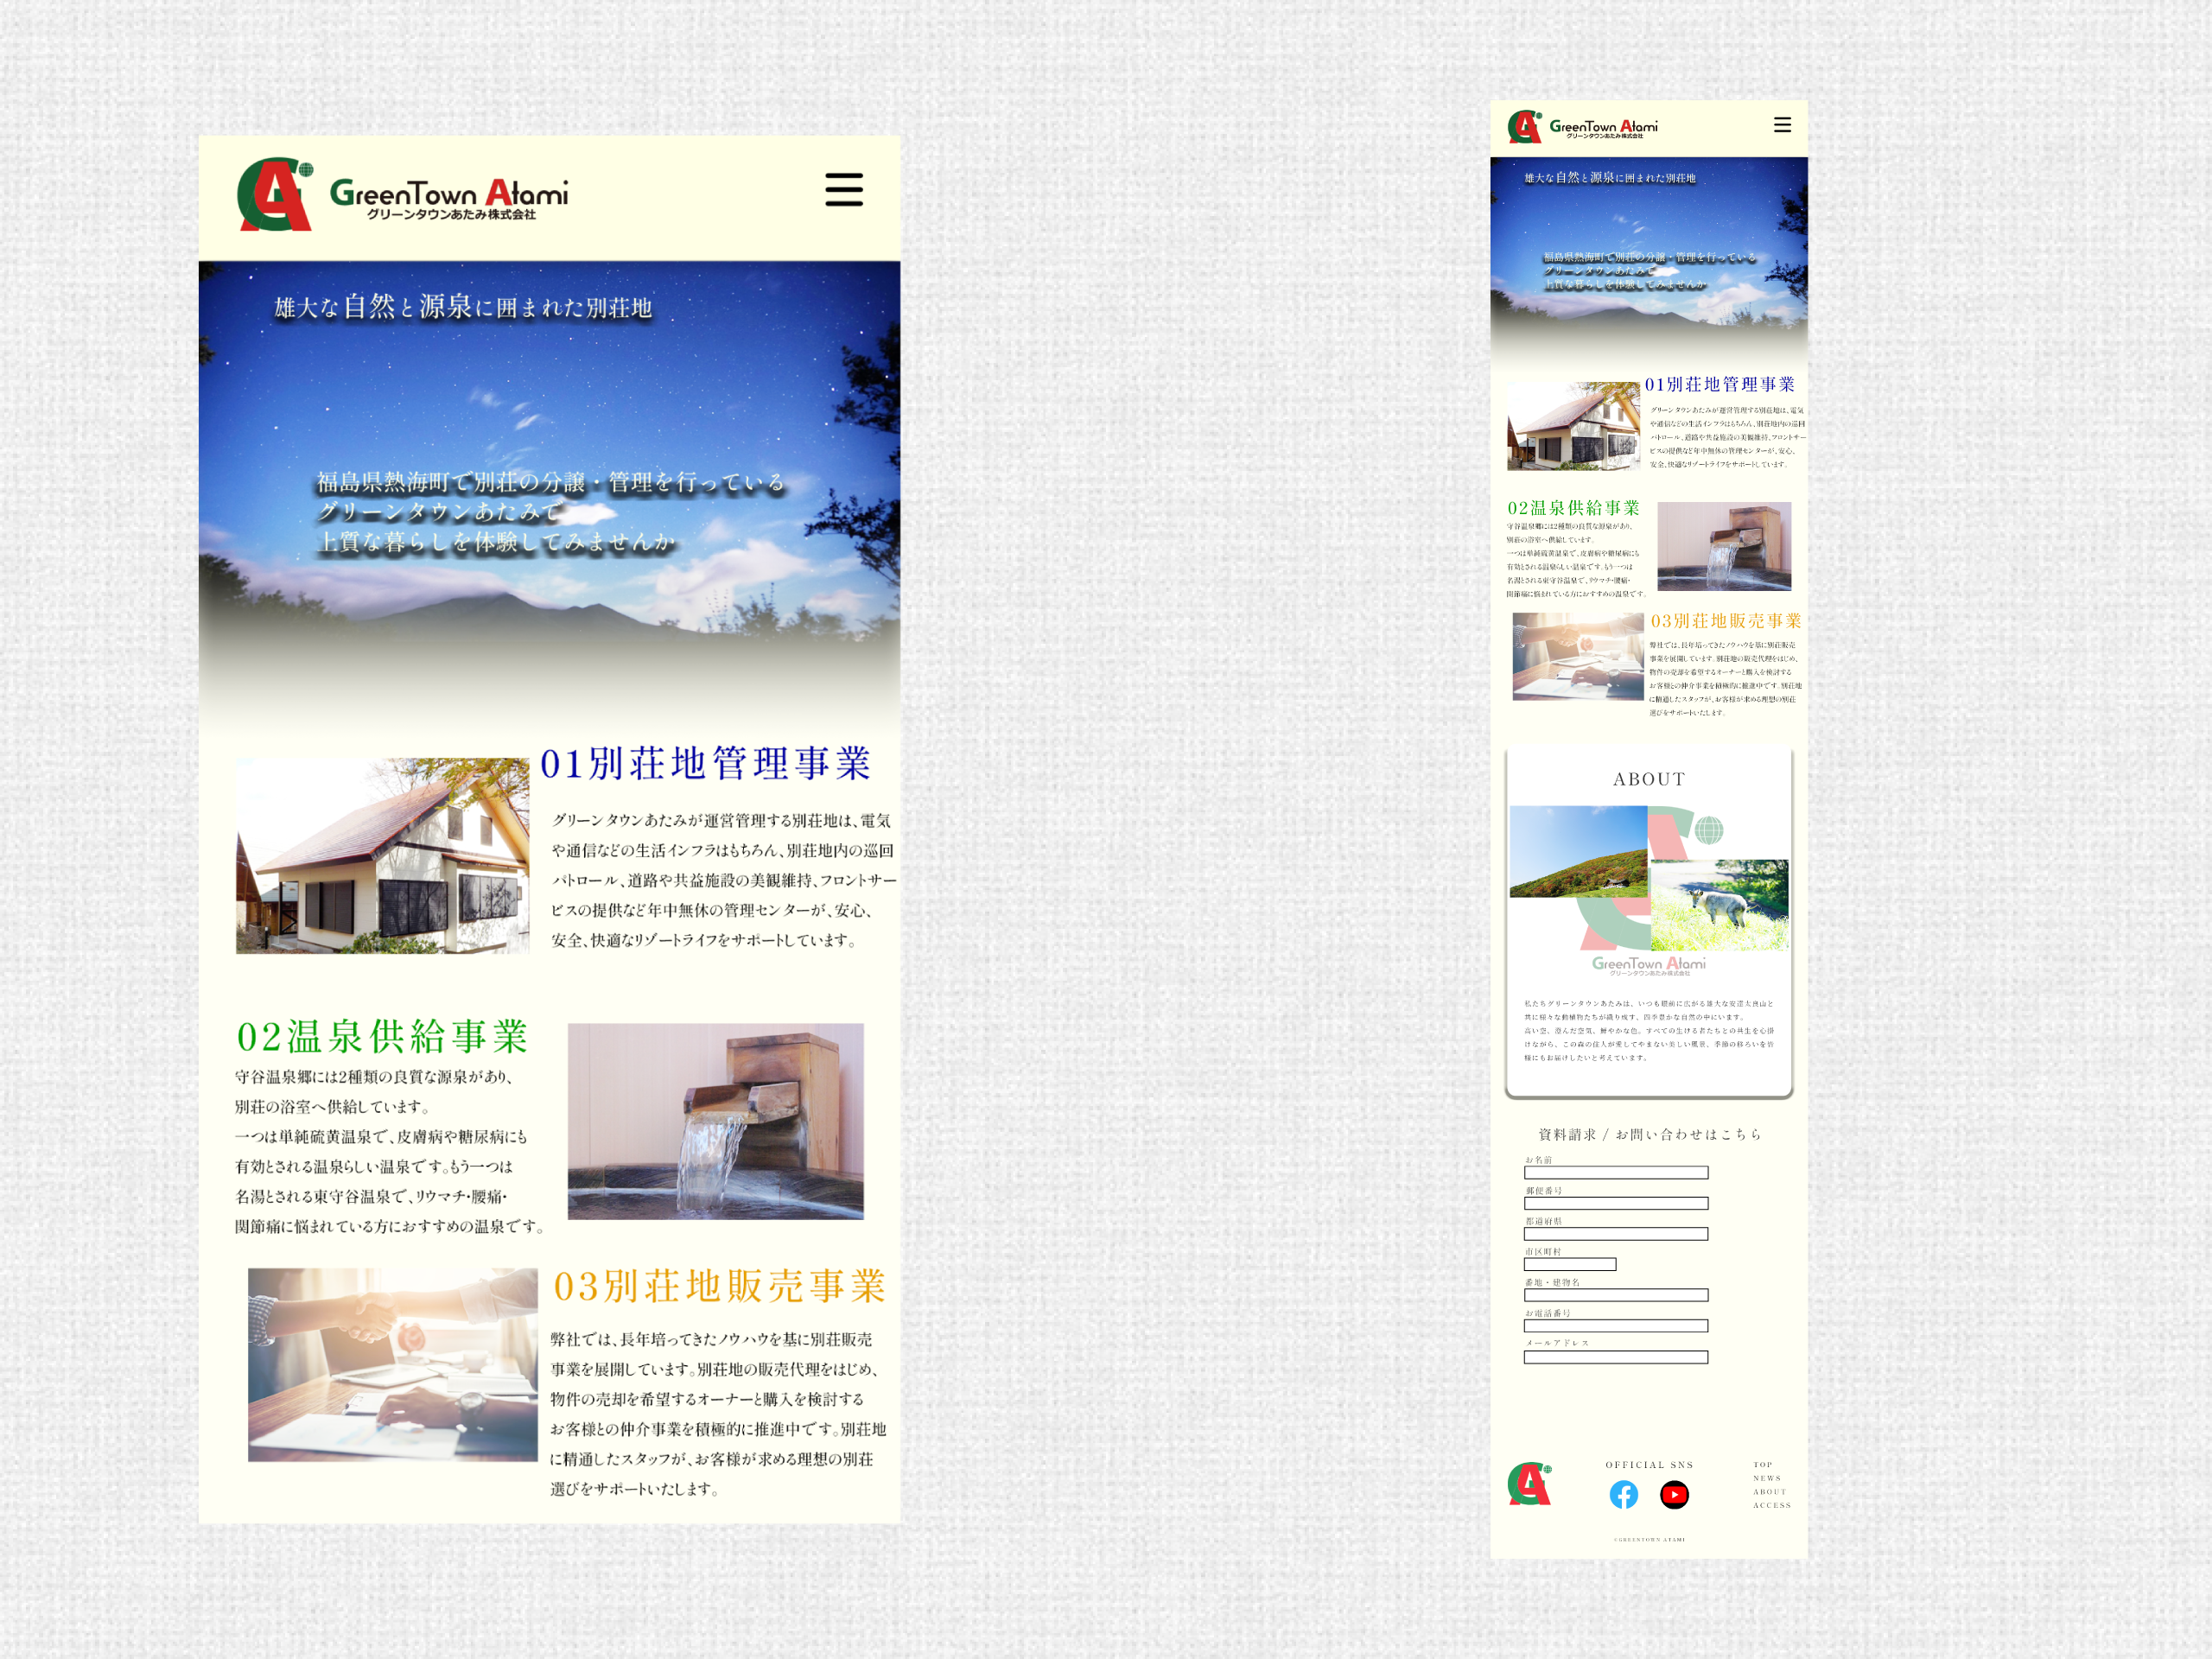 GreenTown Atami
グリーンタウンあたみ株式会社
雄大な自然と源泉に囲まれた別荘地
福島県熱海町で別荘の分譲・管理を行っている
グリーンタウンあたみで
上質な暮らしを体験してみませんか
01別荘地管理事業
グリーンタウンあたみが運営管理する別荘地は、電気
や通信などの生活インフラはもちろん、別荘地内の巡回
パトロール、道路や共益施設の美観維持、フロントサー
ビスの提供など年中無休の管理センターが、安心、
安全、快適なリゾートライフをサポートしています。
02温泉供給事業
守谷温泉郷には2種類の良質な源泉があり、
別荘の浴室へ供給しています。
一つは単純硫黄温泉で、皮膚病や糖尿病にも
有効とされる温泉らしい温泉です。もう一つは
名湯とされる東守谷温泉で、リウマチ・腰痛・
関節痛に悩まれている方におすすめの温泉です。
03別荘地販売事業
弊社では、長年培ってきたノウハウを基に別荘販売
事業を展開しています。別荘地の販売代理をはじめ、
物件の売却を希望するオーナーと購入を検討する
お客様との仲介事業を積極的に推進中です。別荘地
に精通したスタッフが、お客様が求める理想の別荘
選びをサポートいたします。
GreenTown Atami
グリーンタウンあたみ株式会社
雄大な自然と源泉に囲まれた別荘地
福島県熱海町で別荘の分譲・管理を行っている
グリーンタウンあたみで
上質な暮らしを体験してみませんか
01別荘地管理事業
グリーンタウンあたみが運営管理する別荘地は、電気
や通信などの生活インフラはもちろん、別荘地内の巡回
パトロール、道路や共益施設の美観維持、フロントサー
ビスの提供など年中無休の管理センターが、安心、
安全、快適なリゾートライフをサポートしています。
02温泉供給事業
守谷温泉郷には2種類の良質な源泉があり、
別荘の浴室へ供給しています。
一つは単純硫黄温泉で、皮膚病や糖尿病にも
有効とされる温泉らしい温泉です。もう一つは
名湯とされる東守谷温泉で、リウマチ・腰痛・
関節痛に悩まれている方におすすめの温泉です。
03別荘地販売事業
弊社では、長年培ってきたノウハウを基に別荘販売
事業を展開しています。別荘地の販売代理をはじめ、
物件の売却を希望するオーナーと購入を検討する
お客様との仲介事業を積極的に推進中です。別荘地
に精通したスタッフが、お客様が求める理想の別荘
選びをサポートいたします。
ABOUT
GreenTown Atami
グリーンタウンあたみ株式会社
私たちグリーンタウンあたみは、いつも眼前に広がる雄大な安達太良山と
共に様々な動植物たちが織り成す、四季豊かな自然の中にいます。
高い空、澄んだ空気、鮮やかな色。すべての生ける者たちとの共生を心掛
けながら、この森の住人が愛してやまない美しい風景、季節の移ろいを皆
様にもお届けしたいと考えています。
資料請求 / お問い合わせはこちら
お名前
郵便番号
都道府県
市区町村
番地・建物名
お電話番号
メールアドレス
OFFICIAL SNS
TOP
NEWS
ABOUT
ACCESS
©GREENTOWN ATAMI